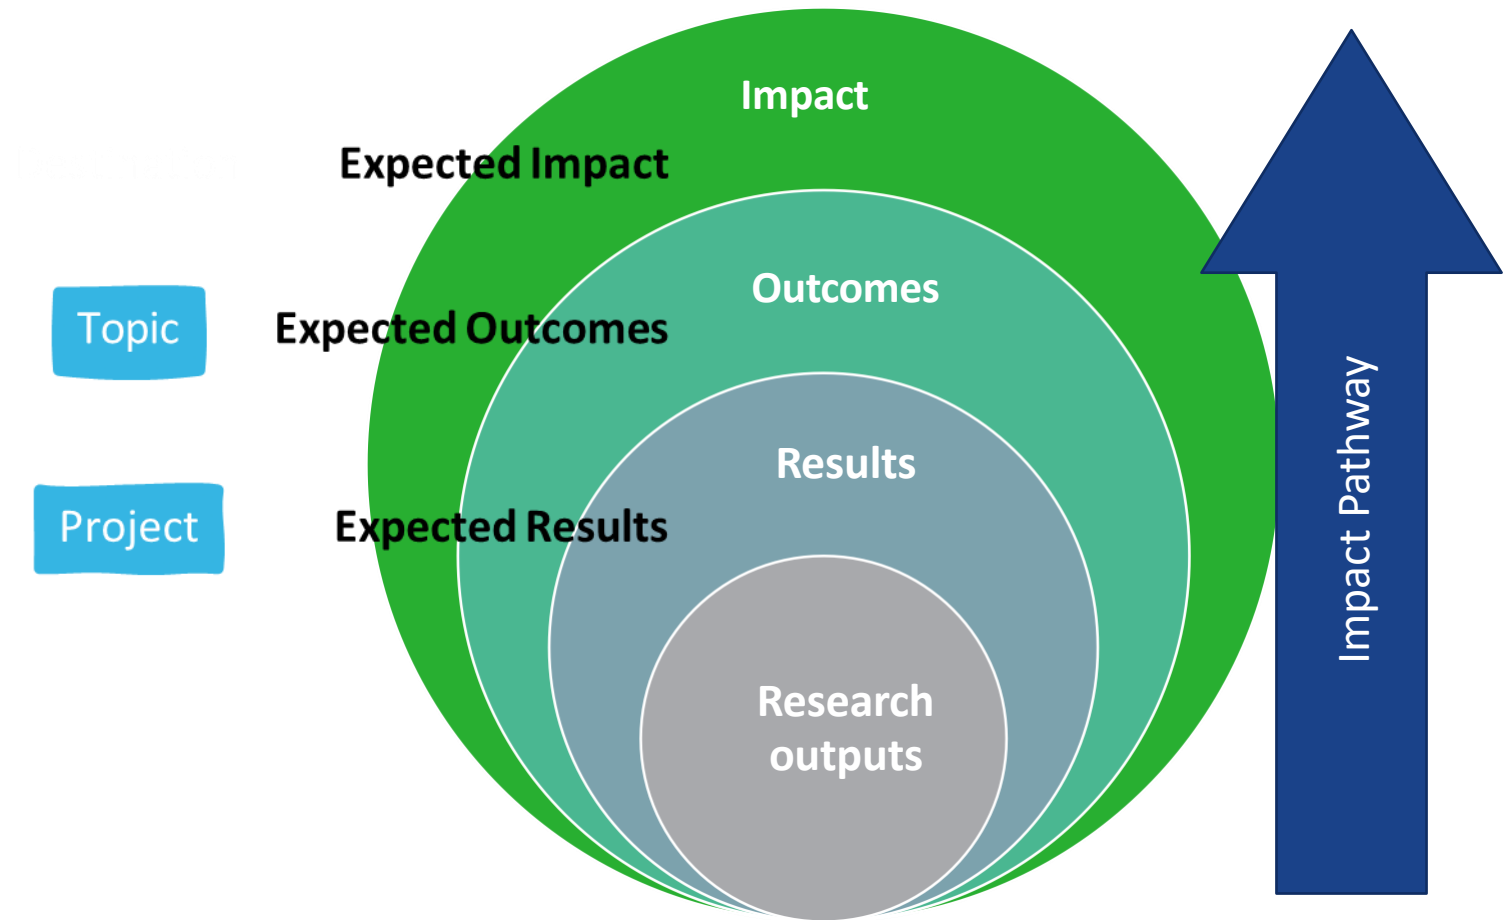 Impact
Expected Impact
Outcomes
Topic
Expected Outcomes
Results
Project
Expected Results
Research
outputs
Impact Pathway